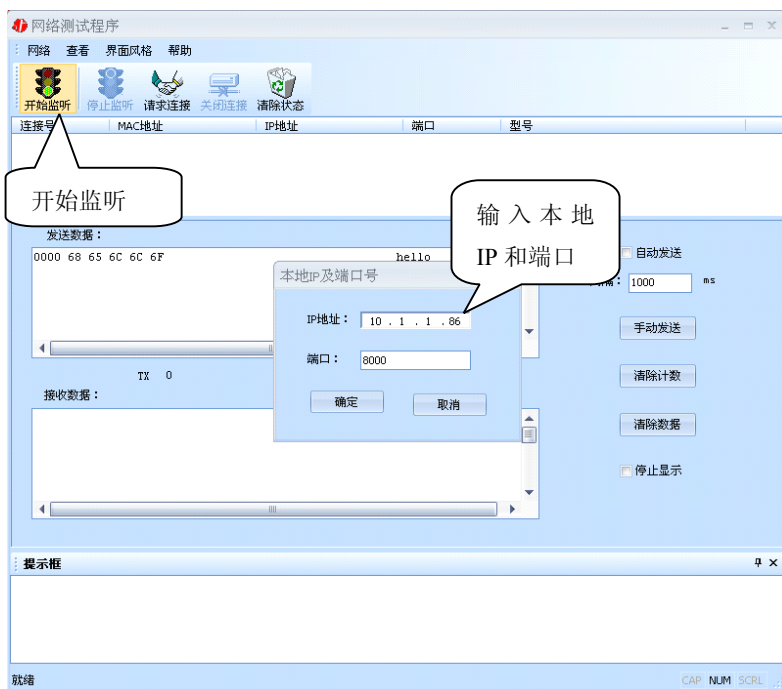 网络测试程序
网络 查看 界面风格 帮助
开始监听 停止监听 请求连接 关闭连接 清除状态
连接号 MAC地址 IP地址 端口 型号
开始监听
输入本地
IP 和端口
发送数据：
0000 68 65 6C 6C 6F hello
自动发送
本地IP及端口号
： 1000 ms
IP地址： 10 . 1 . 1 . 86
手动发送
端口： 8000
TX 0
清除计数
接收数据：
确定 取消
清除数据
停止显示
提示框
就绪 CAP NUM SCRL